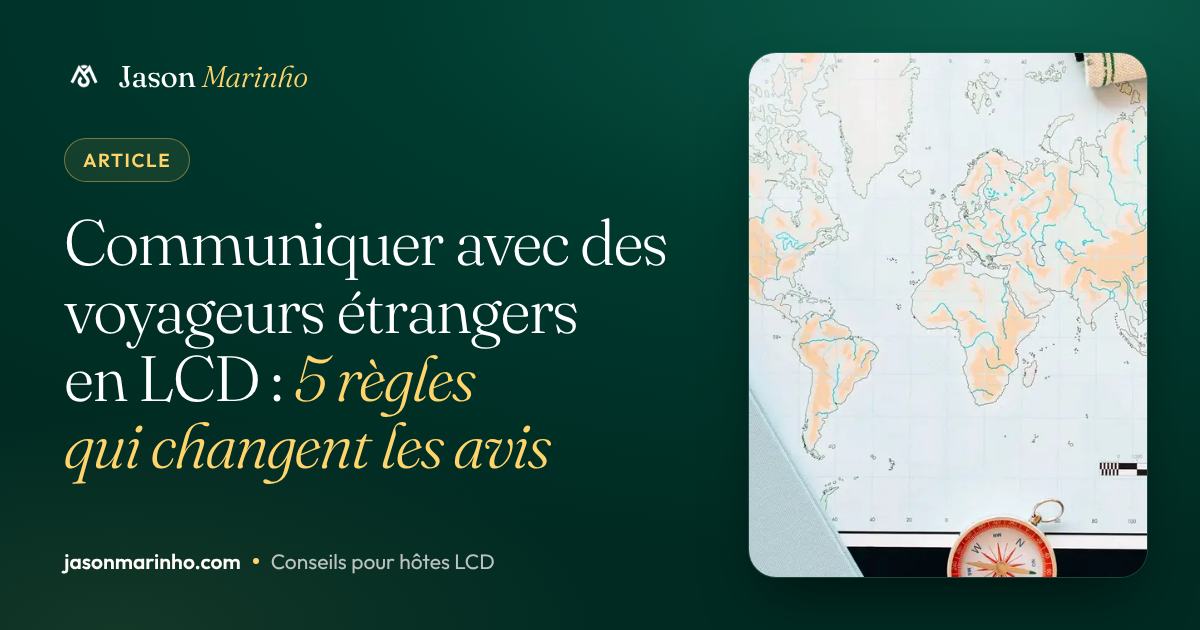 Jason Marinho
ARTICLE
Communiquer avec des
voyageurs étrangers
en LCD : 5 règles
qui changent les avis
jasonmarinho.com • Conseils pour hôtes LCD